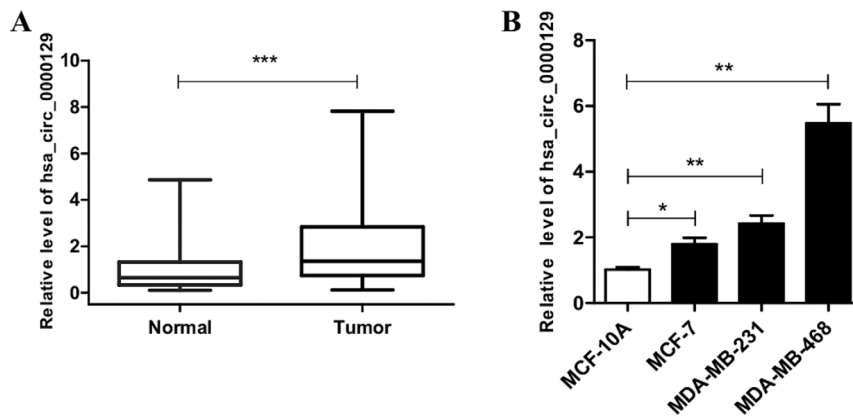 A
Relative level of hsa_circ_0000129
10
8
6
4
2
0
***
Normal
Tumor
B
Relative level of hsa_circ_0000129
8
6
4
2
0
**
**
*
MCF-10A
MCF-7
MDA-MB-231
MDA-MB-468